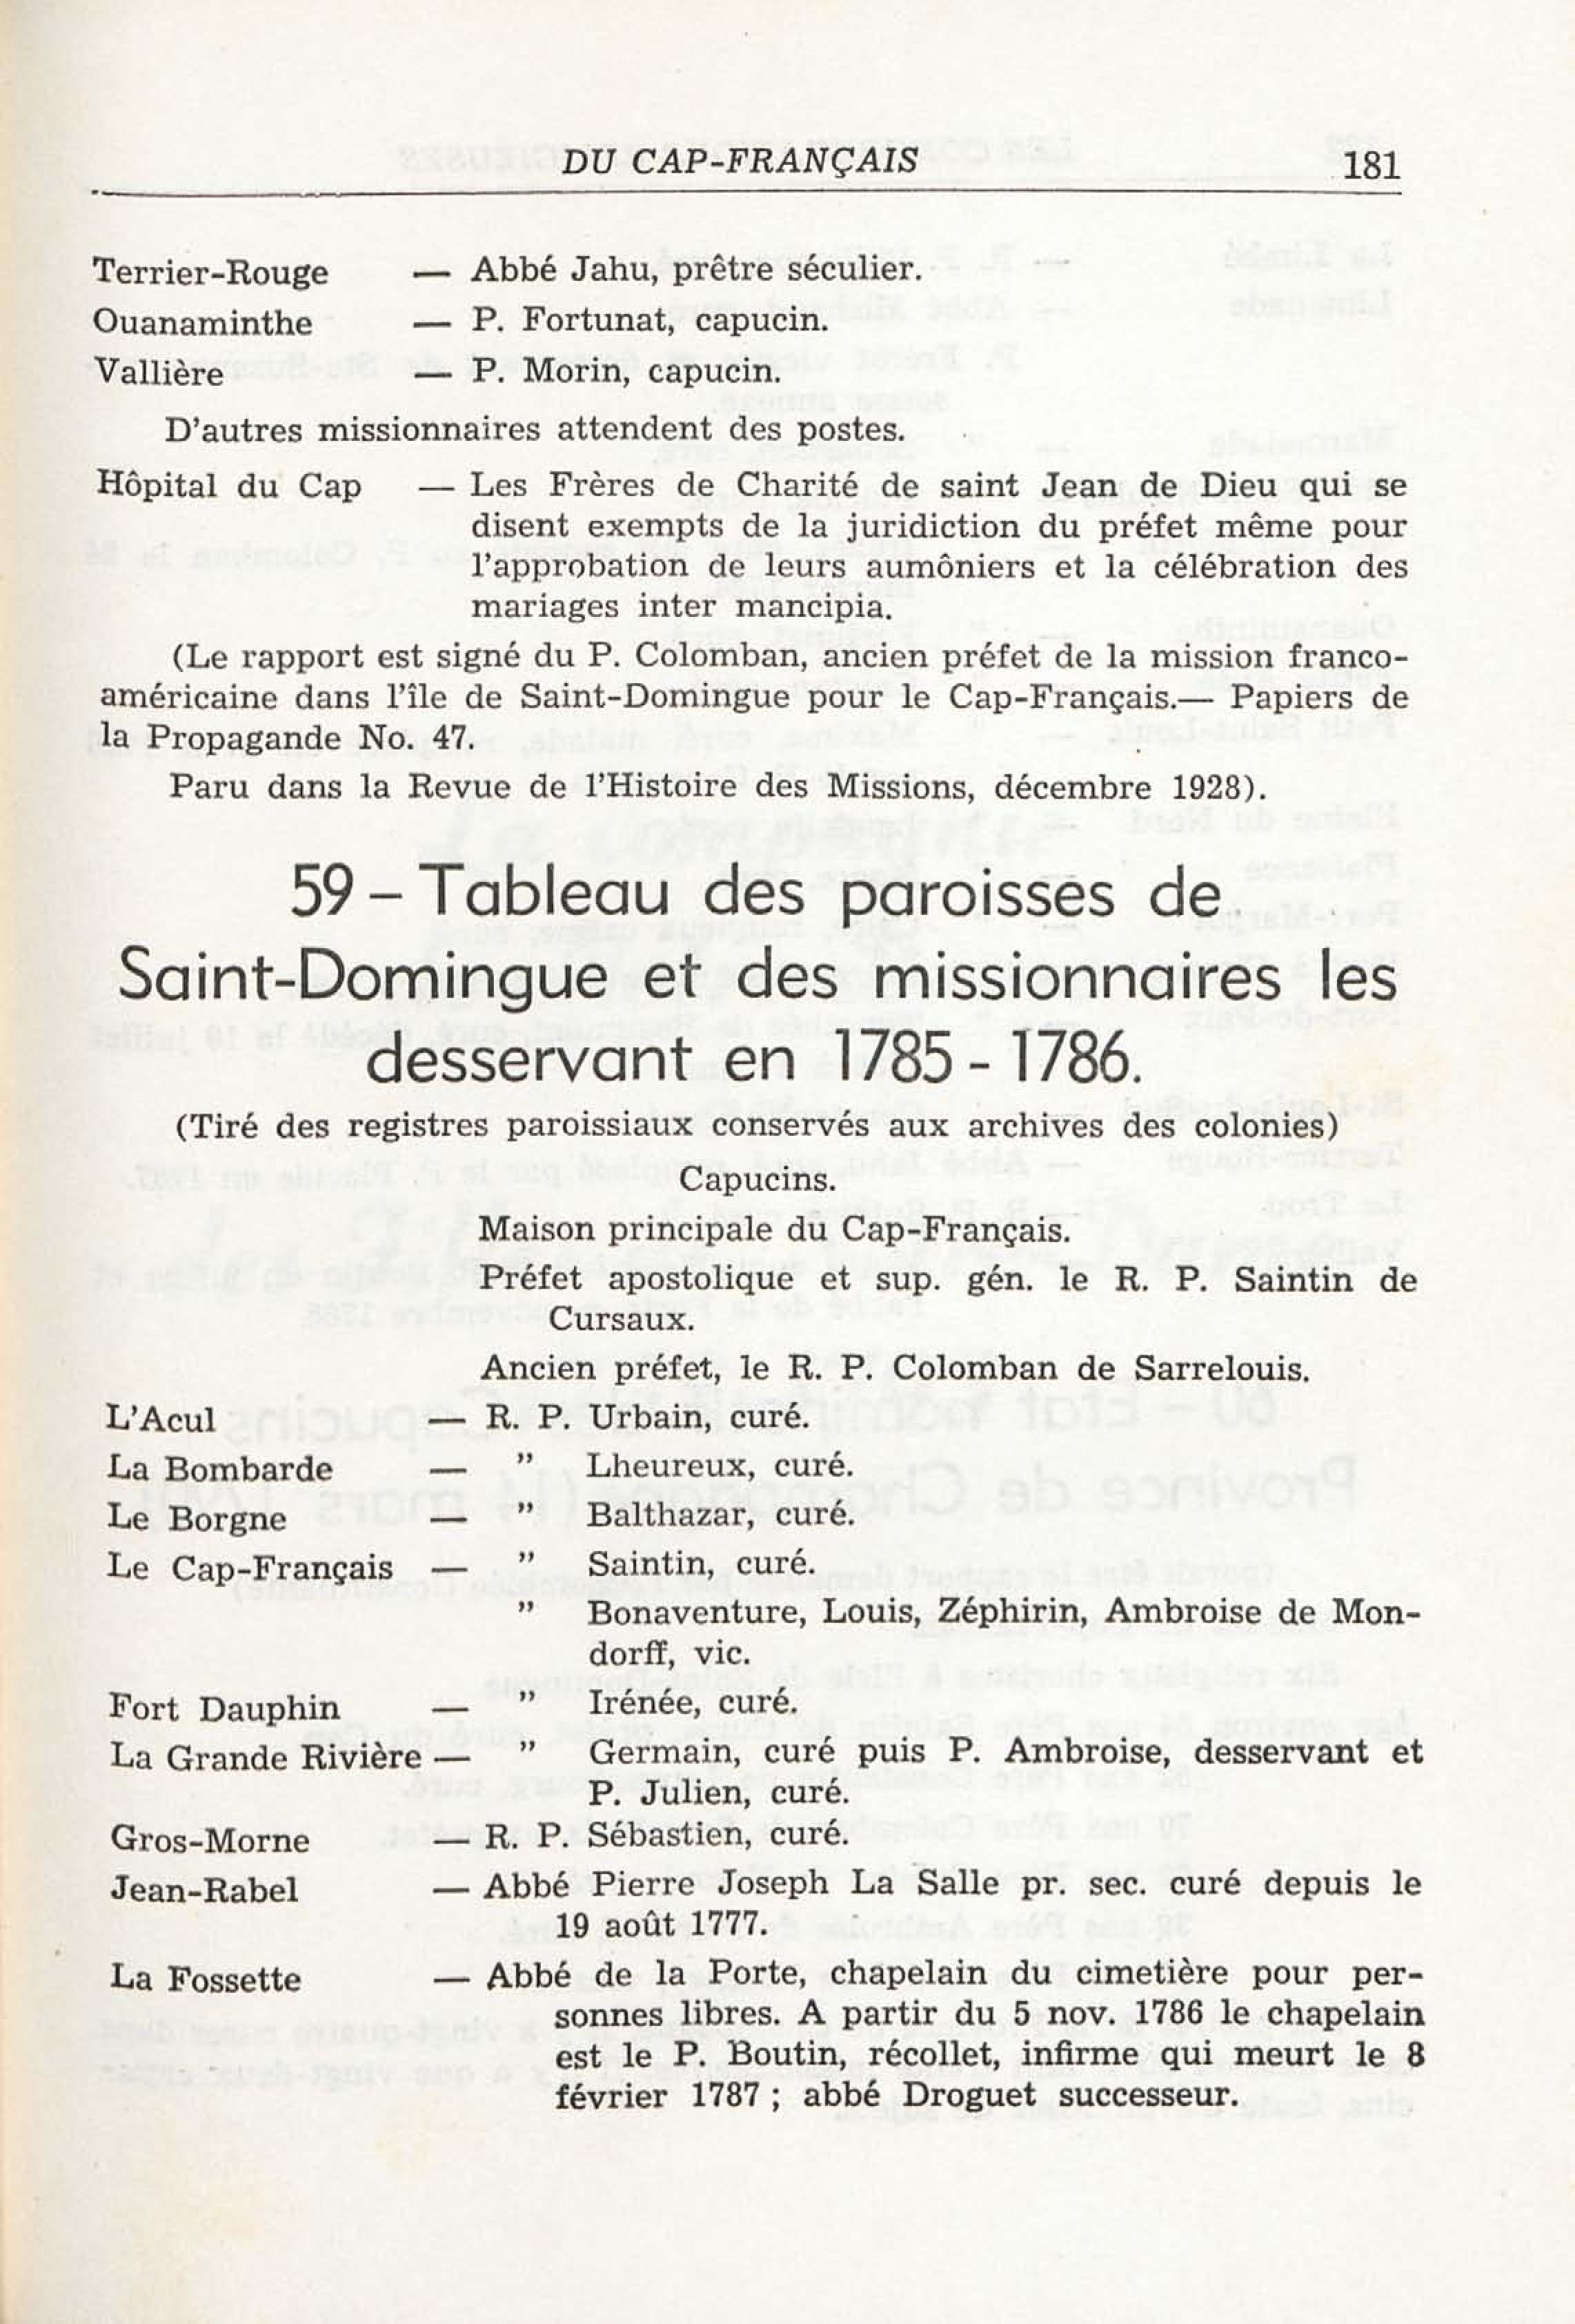 DU CAP-FRANÇAIS 181
Terrier-Rouge — Abbé Jahu, prêtre séculier.
Ouanaminthe — P. Fortunat, capucin.
Vallière — P. Morin, capucin.
D'autres missionnaires attendent des postes.
Hôpital du Cap — Les Frères de Charité de saint Jean de Dieu qui se
disent exempts de la juridiction du préfet même pour
l'approbation de leurs aumôniers et la célébration des
mariages inter mancipia.
(Le rapport est signé du P. Colomban, ancien préfet de la mission franco-
américaine dans l'île de Saint-Domingue pour le Cap-Français.— Papiers de
la Propagande No. 47.
Paru dans la Revue de l'Histoire des Missions, décembre 1928).
59 – Tableau des paroisses de
Saint-Domingue et des missionnaires les
desservant en 1785 - 1786.
(Tiré des registres paroissiaux conservés aux archives des colonies)
Capucins.
Maison principale du Cap-Français.
Préfet apostolique et sup. gén. le R. P. Saintin de
Cursaux.
Ancien préfet, le R. P. Colomban de Sarrelouis.
L'Acul — R. P. Urbain, curé.
La Bombarde — " Lheureux, curé.
Le Borgne — " Balthazar, curé.
Le Cap-Français — " Saintin, curé.
" Bonaventure, Louis, Zéphirin, Ambroise de Mon-
dorff, vic.
Fort Dauphin — " Irénée, curé.
La Grande Rivière — " Germain, curé puis P. Ambroise, desservant et
P. Julien, curé.
Gros-Morne — R. P. Sébastien, curé.
Jean-Rabel — Abbé Pierre Joseph La Salle pr. sec. curé depuis le
19 août 1777.
La Fossette — Abbé de la Porte, chapelain du cimetière pour per-
sonnes libres. A partir du 5 nov. 1786 le chapelain
est le P. Boutin, récollet, infirme qui meurt le 8
février 1787 ; abbé Droguet successeur.